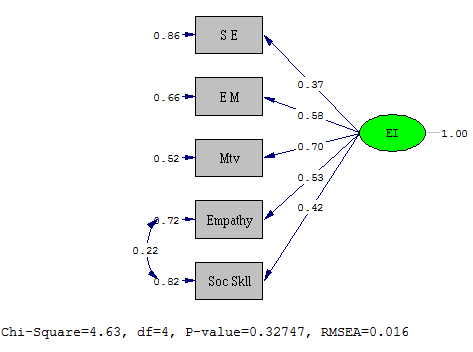 0.86 S E
0.37
0.66 E M
0.58
EI 1.00
0.52 Mtv 0.70
0.53
0.72 Empathy
0.42
0.22
0.82 Soc Skll
Chi-Square=4.63, df=4, P-value=0.32747, RMSEA=0.016